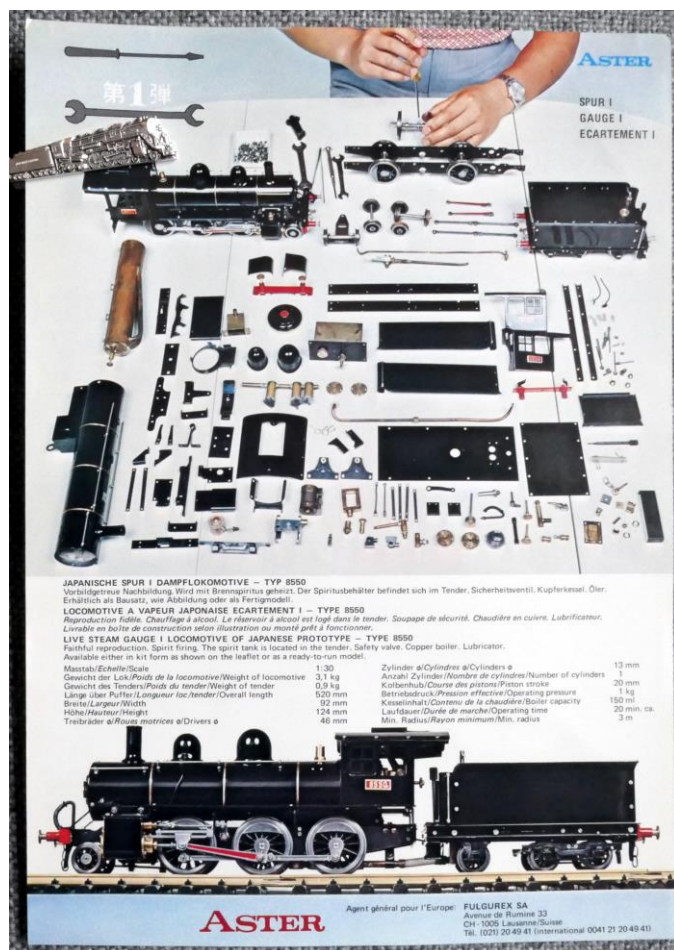 ASTER
第1弾
SPUR I
GAUGE I
ECARTEMENT I
JAPANISCHE SPUR I DAMPFLOKOMOTIVE – TYP 8550
Vorbildgetreue Nachbildung. Wird mit Brennspiritus geheizt. Der Spiritusbehälter befindet sich im Tender. Sicherheitsventil. Kupferkessel. Öler.
Erhältlich als Bausatz, wie Abbildung oder als Fertigmodell.
LOCOMOTIVE A VAPEUR JAPONAISE ECARTEMENT I – TYPE 8550
Reproduction fidèle. Chauffage à alcool. Le réservoir à alcool est logé dans le tender. Soupape de sécurité. Chaudière en cuivre. Lubrificateur.
Livrable en boîte de construction selon illustration ou monté prêt à fonctionner.
LIVE STEAM GAUGE I LOCOMOTIVE OF JAPANESE PROTOTYPE – TYPE 8550
Faithful reproduction. Spirit firing. The spirit tank is located in the tender. Safety valve. Copper boiler. Lubricator.
Available either in kit form as shown on the leaflet or as a ready-to-run model.
Masstab/Echelle/Scale 1:30
Gewicht der Lok/Poids de la locomotive/Weight of locomotive 3,1 kg
Gewicht des Tenders/Poids du tender/Weight of tender 0,9 kg
Länge über Puffer/Longueur loc/tender/Overall length 520 mm
Breite/Largeur/Width 92 mm
Höhe/Hauteur/Height 124 mm
Treibräder ø/Roues motrices ø/Drivers ø 46 mm
Zylinder ø/Cylindres ø/Cylinders ø 13 mm
Anzahl Zylinder/Nombre de cylindres/Number of cylinders 1
Kolbenhub/Course des pistons/Piston stroke 20 mm
Betriebsdruck/Pression effective/Operating pressure 1 kg
Kesselinhalt/Contenu de la chaudière/Boiler capacity 150 ml
Laufdauer/Durée de marche/Operating time 20 min. ca.
Min. Radius/Rayon minimum/Min. radius 3 m
8550
ASTER
Agent général pour l'Europe: FULGUREX SA
Avenue de Rumine 33
CH-1005 Lausanne/Suisse
Tél. (021) 20 49 41 (international 0041 21 20 49 41)